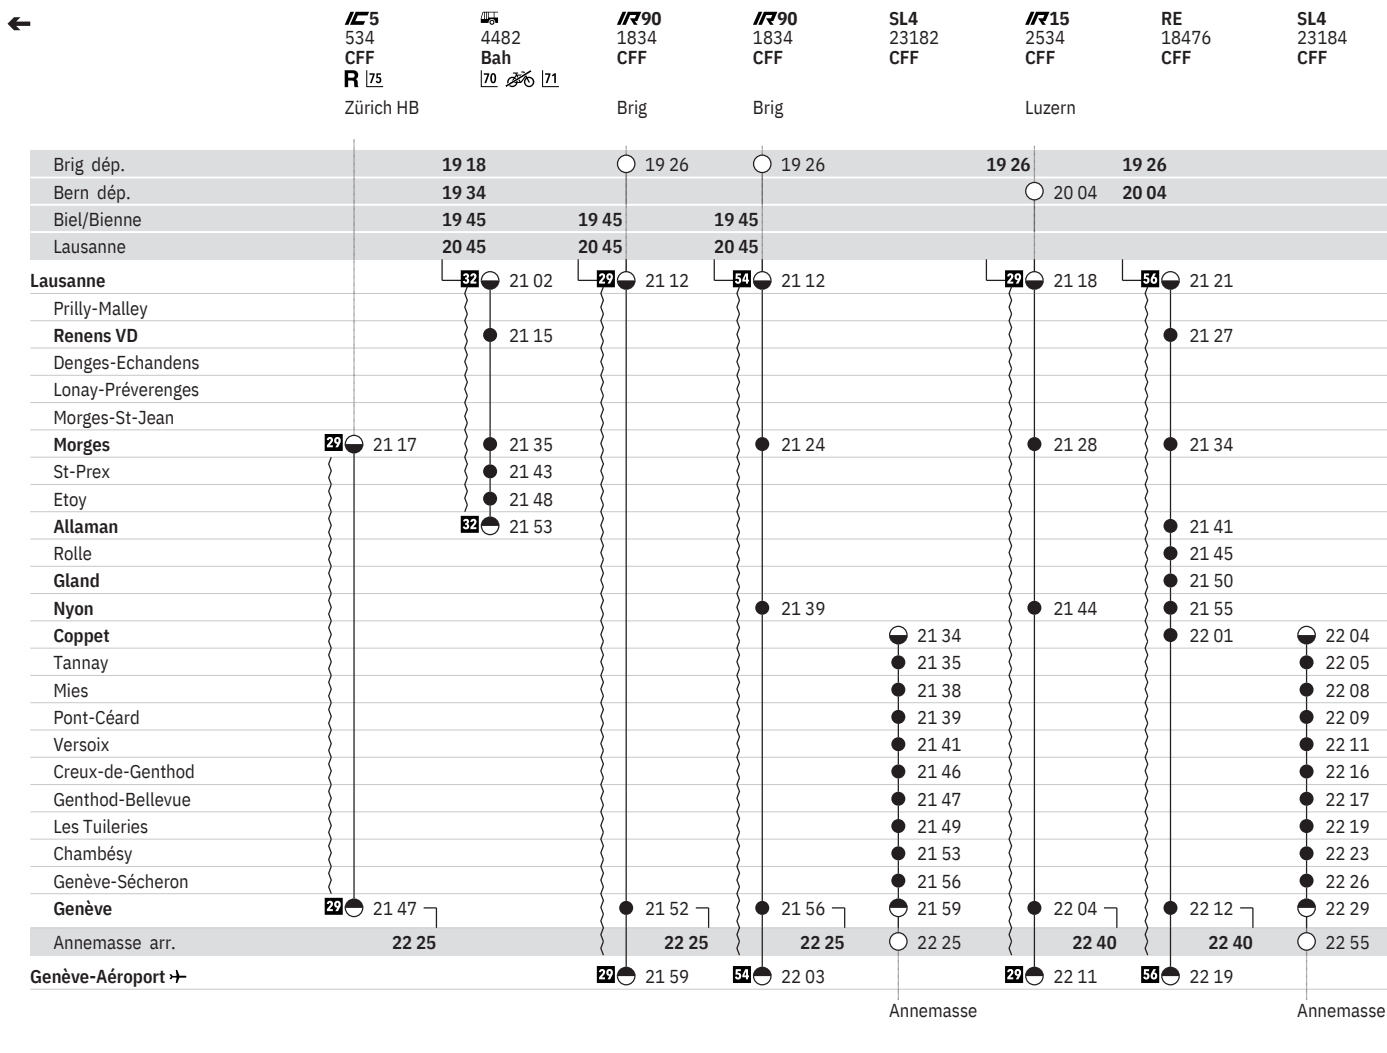 IC5 IR90 IR90 SL4 IR15 RE SL4
534 4482 1834 1834 23182 2534 18476 23184
CFF Bah CFF CFF CFF CFF CFF CFF
R 75 70 71
Zürich HB Brig Brig Luzern
Brig dép. 19 18 19 26 19 26 19 26 19 26
Bern dép. 19 34 20 04 20 04
Biel/Bienne 19 45 19 45 19 45
Lausanne 20 45 20 45 20 45
Lausanne 32 21 02 29 21 12 54 21 12 29 21 18 56 21 21
Prilly-Malley
Renens VD 21 15 21 27
Denges-Echandens
Lonay-Préverenges
Morges-St-Jean
Morges 29 21 17 21 35 21 24 21 28 21 34
St-Prex 21 43
Etoy 21 48
Allaman 32 21 53 21 41
Rolle 21 45
Gland 21 50
Nyon 21 39 21 44 21 55
Coppet 21 34 22 01 22 04
Tannay 21 35 22 05
Mies 21 38 22 08
Pont-Céard 21 39 22 09
Versoix 21 41 22 11
Creux-de-Genthod 21 46 22 16
Genthod-Bellevue 21 47 22 17
Les Tuileries 21 49 22 19
Chambésy 21 53 22 23
Genève-Sécheron 21 56 22 26
Genève 29 21 47 21 52 21 56 21 59 22 04 22 12 22 29
Annemasse arr. 22 25 22 25 22 25 22 25 22 40 22 40 22 55
Genève-Aéroport 29 21 59 54 22 03 29 22 11 56 22 19
Annemasse Annemasse